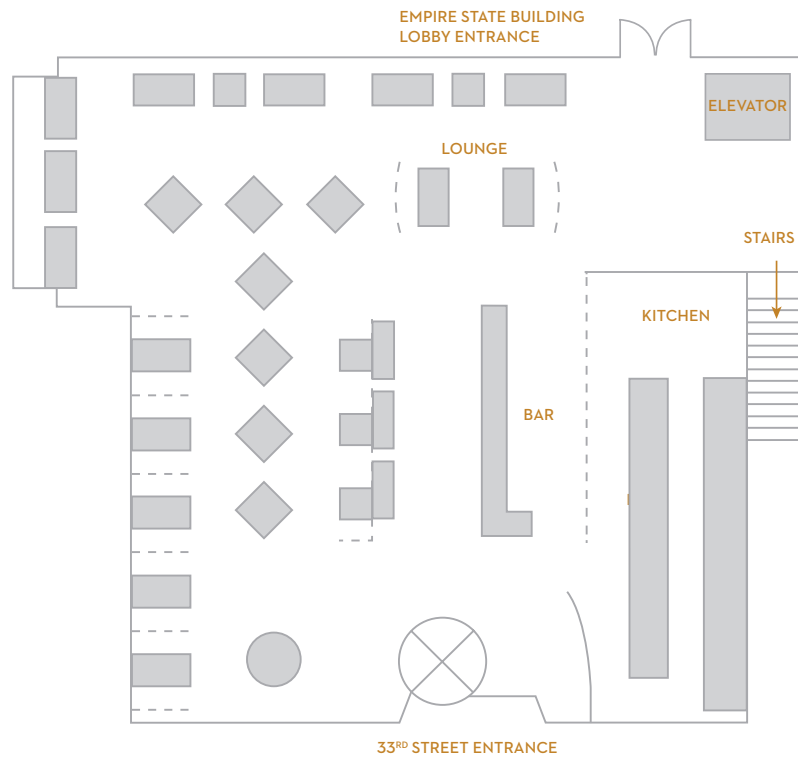 EMPIRE STATE BUILDING
LOBBY ENTRANCE
ELEVATOR
LOUNGE
STAIRS
KITCHEN
BAR
33RD STREET ENTRANCE